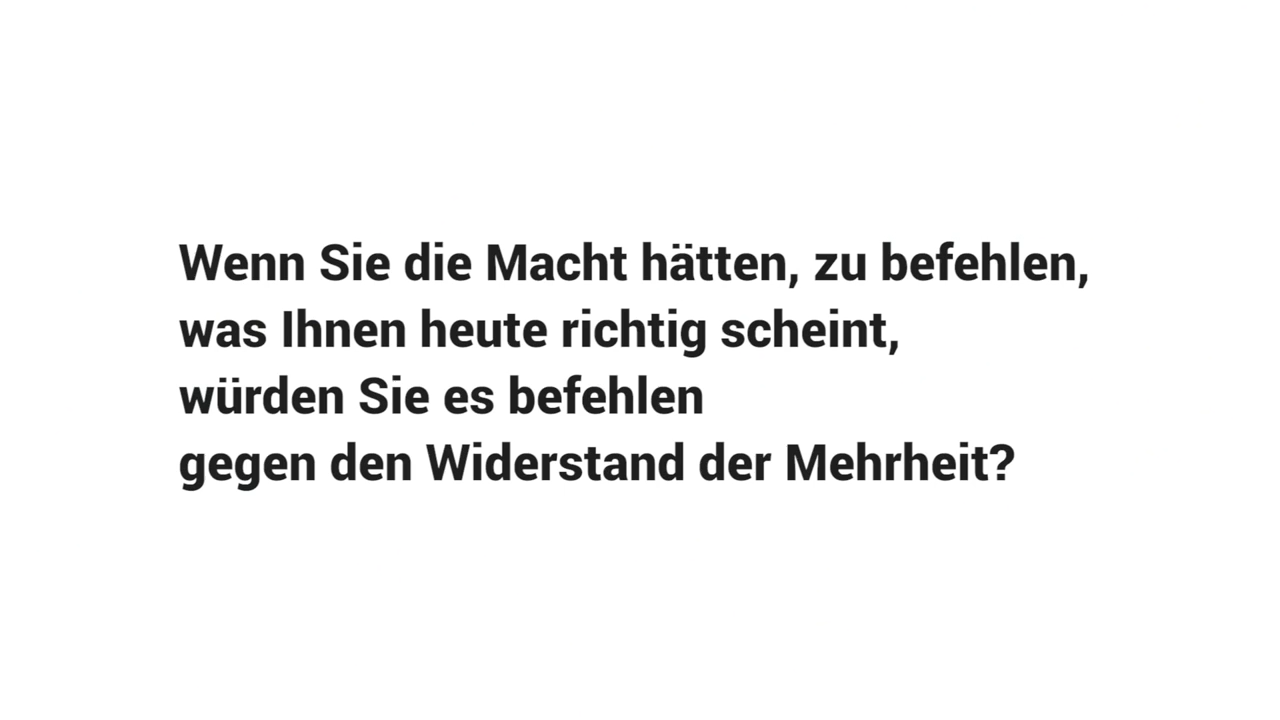 Wenn Sie die Macht hätten, zu befehlen,
was Ihnen heute richtig scheint,
würden Sie es befehlen
gegen den Widerstand der Mehrheit?